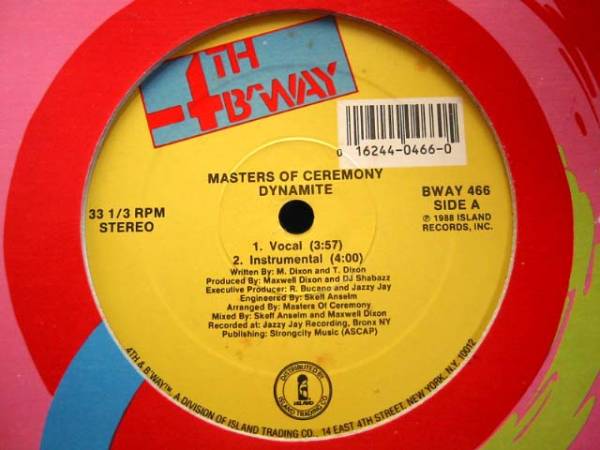 4TH
B'WAY
0 16244-0466-0
MASTERS OF CEREMONY
DYNAMITE
33 1/3 RPM
STEREO
BWAY 466
SIDE A
℗ 1988 ISLAND
RECORDS, INC.
1. Vocal (3:57)
2. Instrumental (4:00)
Written By: M. Dixon and T. Dixon
Produced By: Maxwell Dixon and DJ Shabazz
Executive Producer: R. Bucano and Jazzy Jay
Engineered By: Skeff Anselm
Arranged By: Masters Of Ceremony
Mixed By: Skeff Anselm and Maxwell Dixon
Recorded at: Jazzy Jay Recording, Bronx NY
Publishing: Strongcity Music (ASCAP)
DISTRIBUTED BY
ISLAND
ISLAND TRADING CO.
4TH & B'WAY™, A DIVISION OF ISLAND TRADING CO., 14 EAST 4TH STREET, NEW YORK, N.Y. 10012